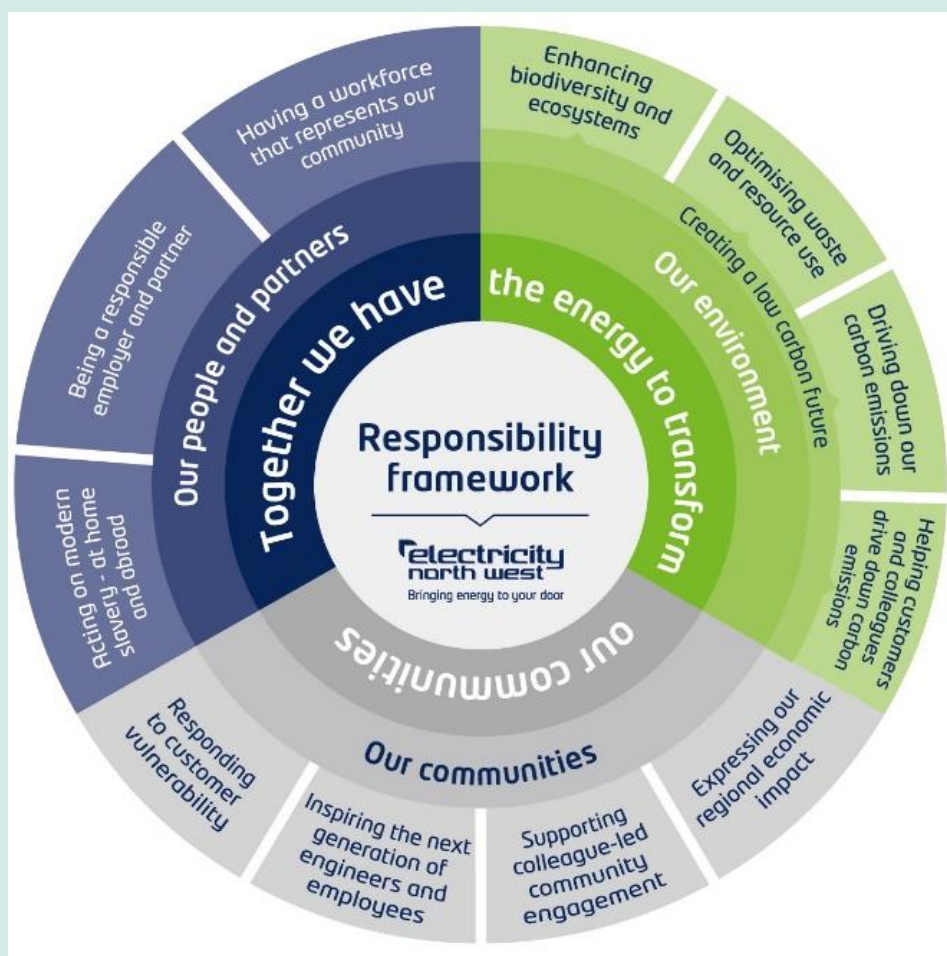 Responsibility
framework
electricity
north west
Bringing energy to your door
Together we have
the energy to transform
our communities
Our people and partners
Having a workforce
that represents our
community
Being a responsible
employer and partner
Acting on modern
slavery - at home
and abroad
Our environment
Creating a low carbon future
Enhancing
biodiversity and
ecosystems
Optimising waste
and resource use
Driving down our
carbon emissions
Helping customers
and colleagues
drive down carbon
emissions
Our communities
Expressing our
regional economic
impact
Supporting
colleague-led
community
engagement
Inspiring the next
generation of
engineers and
employees
Responding
to customer
vulnerability